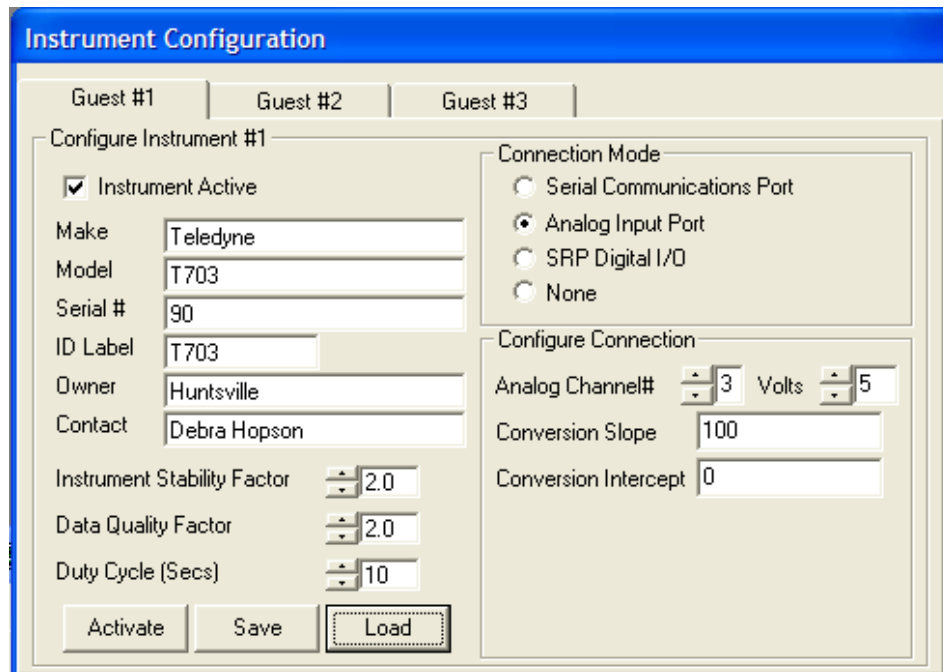 Instrument Configuration
Guest #1
Guest #2
Guest #3
Configure Instrument #1
Instrument Active
Make Teledyne
Model T703
Serial # 90
ID Label T703
Owner Huntsville
Contact Debra Hopson
Instrument Stability Factor 2.0
Data Quality Factor 2.0
Duty Cycle (Secs) 10
Activate
Save
Load
Connection Mode
Serial Communications Port
Analog Input Port
SRP Digital I/O
None
Configure Connection
Analog Channel# 3 Volts 5
Conversion Slope 100
Conversion Intercept 0